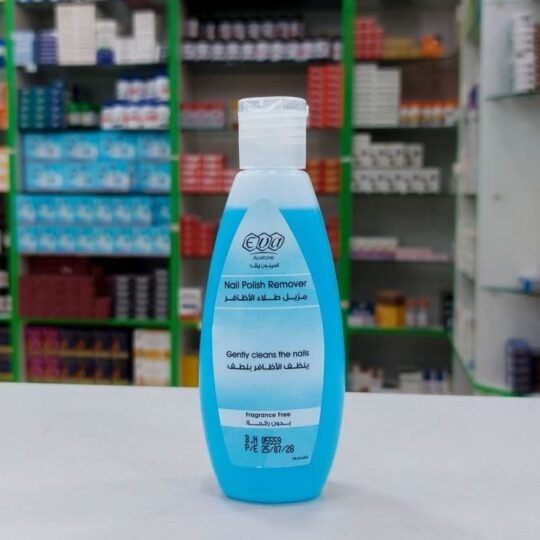 Eva
Acetone
أسيتون إيڤا
Nail Polish Remover
مزيل طلاء الأظافر
Gently cleans the nails
ينظف الأظافر بلطف
Fragrance Free
بدون رائحة
05559
P/E 25/07/28